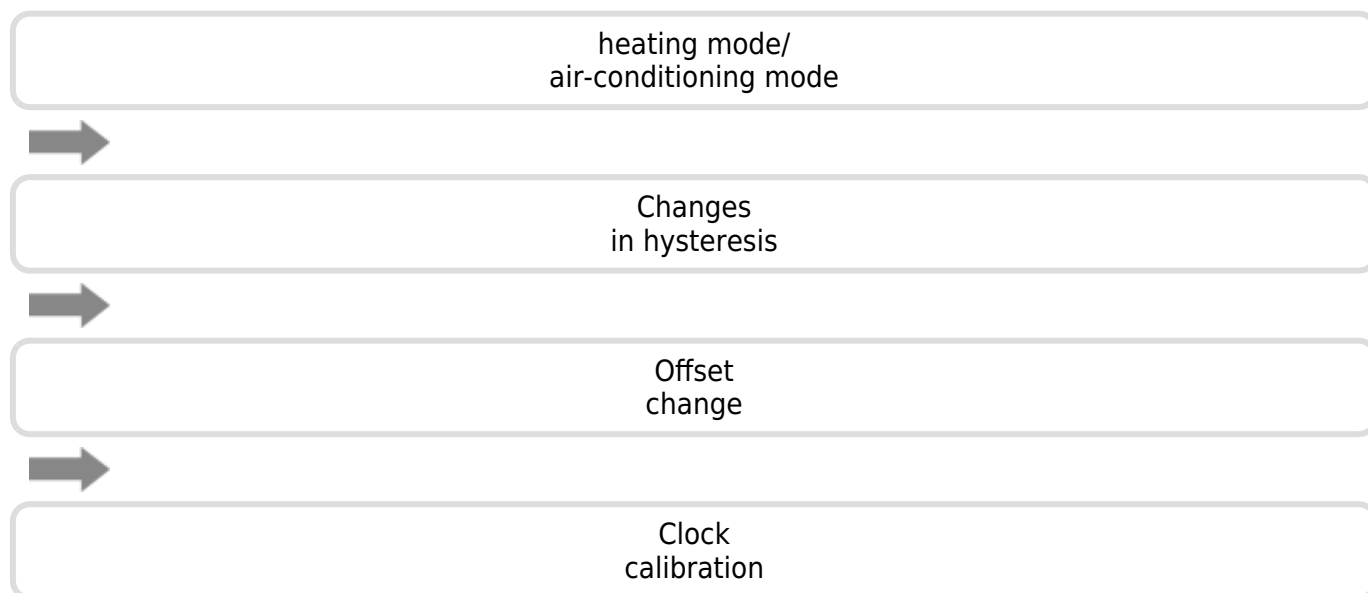 heating mode/
air-conditioning mode
Changes
in hysteresis
Offset
change
Clock
calibration